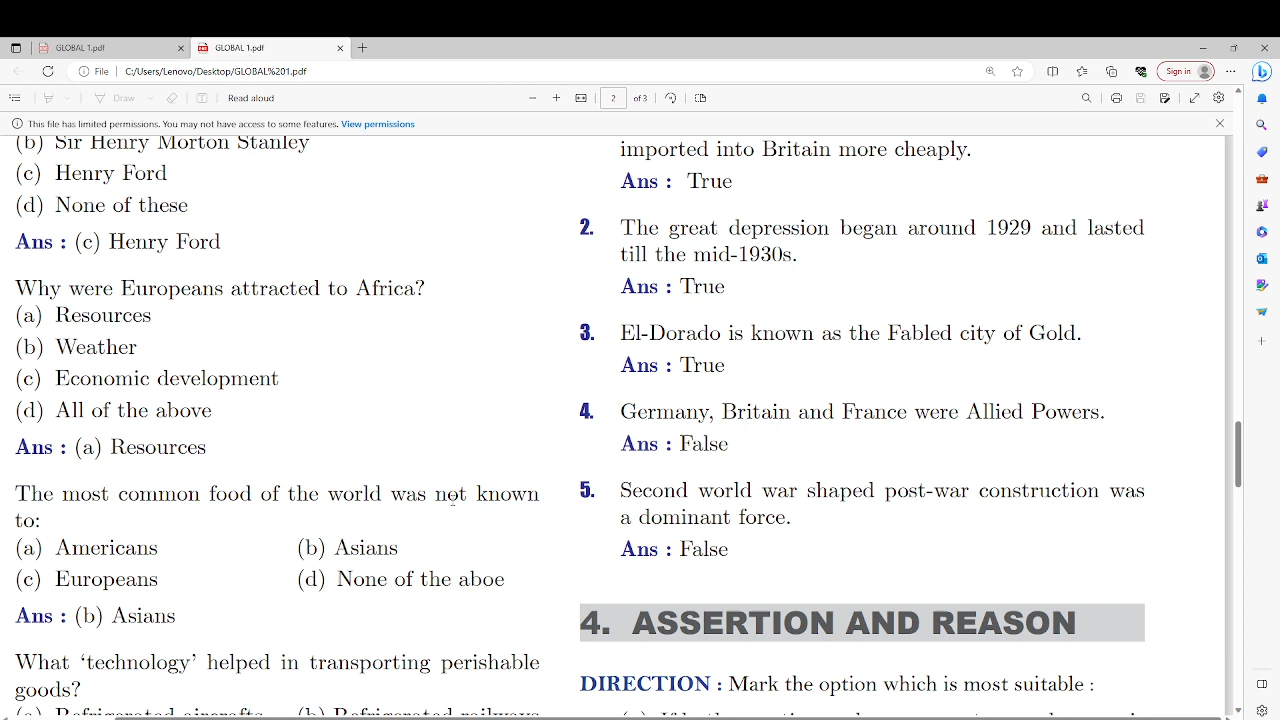 GLOBAL 1.pdf
GLOBAL 1.pdf
File
C:/Users/Lenovo/Desktop/GLOBAL%201.pdf
Sign in
Draw
Read aloud
2
of 3
This file has limited permissions. You may not have access to some features. View permissions
(b) Sir Henry Morton Stanley
(c) Henry Ford
(d) None of these
Ans : (c) Henry Ford
Why were Europeans attracted to Africa?
(a) Resources
(b) Weather
(c) Economic development
(d) All of the above
Ans : (a) Resources
The most common food of the world was not known
to:
(a) Americans (b) Asians
(c) Europeans (d) None of the aboe
Ans : (b) Asians
What ‘technology’ helped in transporting perishable
goods?
(a) Refrigerated aircrafts (b) Refrigerated railways
imported into Britain more cheaply.
Ans : True
2. The great depression began around 1929 and lasted
till the mid-1930s.
Ans : True
3. El-Dorado is known as the Fabled city of Gold.
Ans : True
4. Germany, Britain and France were Allied Powers.
Ans : False
5. Second world war shaped post-war construction was
a dominant force.
Ans : False
4. ASSERTION AND REASON
DIRECTION : Mark the option which is most suitable :